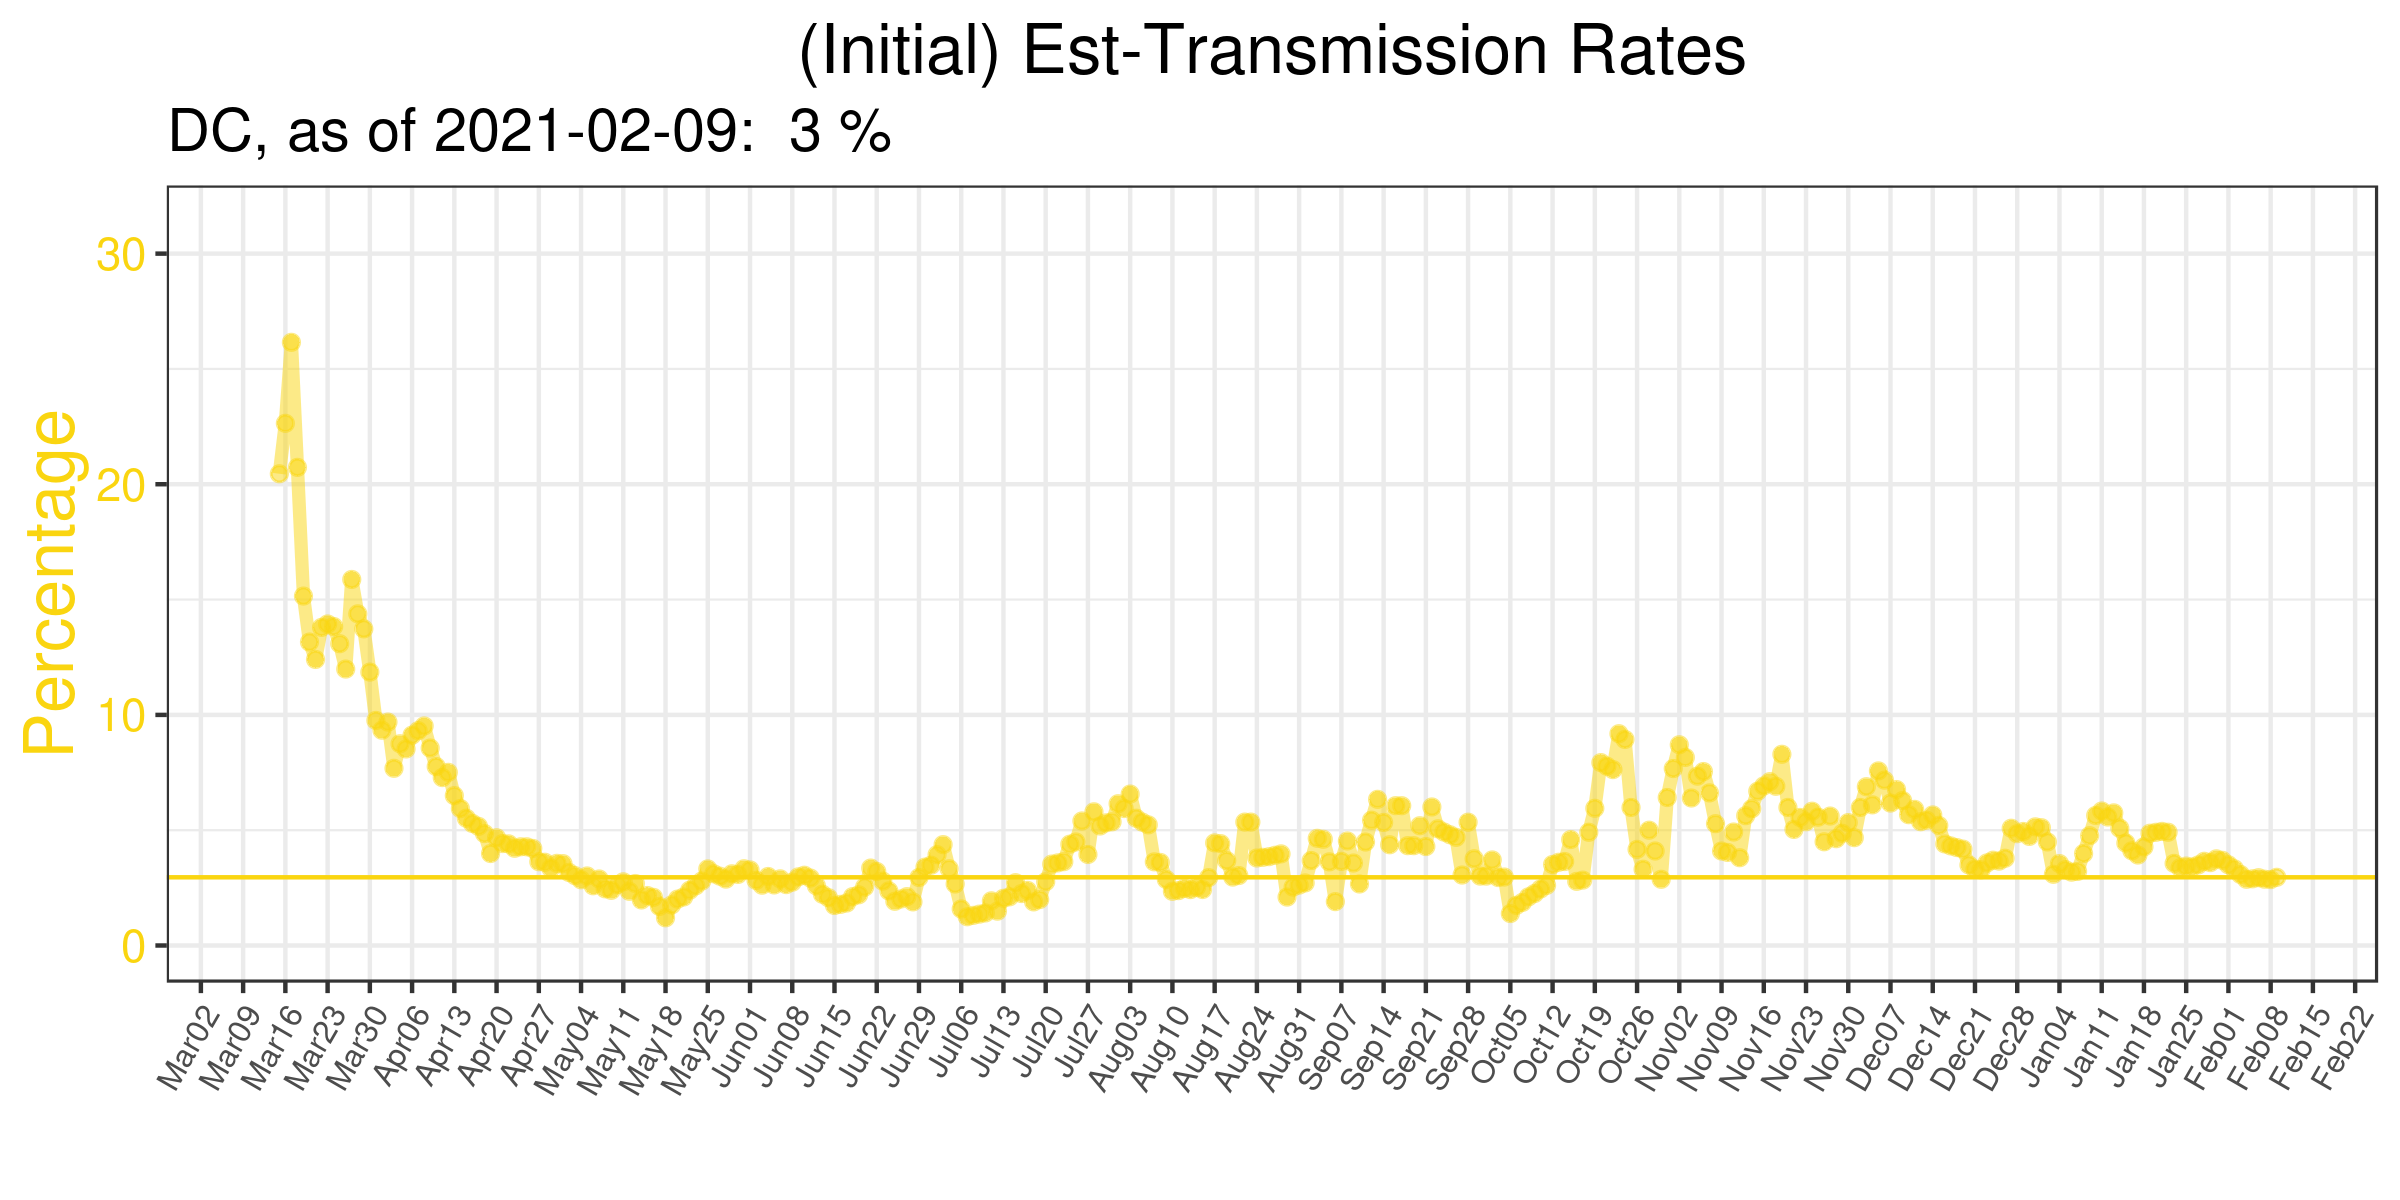 (Initial) Est-Transmission Rates
DC, as of 2021-02-09:  3 %
Percentage
30
20
10
0
Mar02
Mar09
Mar16
Mar23
Mar30
Apr06
Apr13
Apr20
Apr27
May04
May11
May18
May25
Jun01
Jun08
Jun15
Jun22
Jun29
Jul06
Jul13
Jul20
Jul27
Aug03
Aug10
Aug17
Aug24
Aug31
Sep07
Sep14
Sep21
Sep28
Oct05
Oct12
Oct19
Oct26
Nov02
Nov09
Nov16
Nov23
Nov30
Dec07
Dec14
Dec21
Dec28
Jan04
Jan11
Jan18
Jan25
Feb01
Feb08
Feb15
Feb22